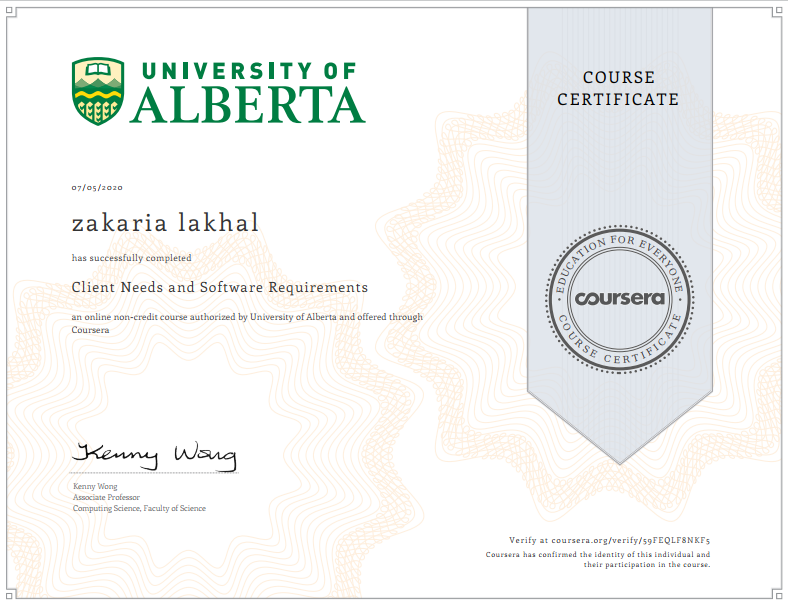 UNIVERSITY OF
ALBERTA
COURSE
CERTIFICATE
07/05/2020
zakaria lakhal
has successfully completed
Client Needs and Software Requirements
an online non-credit course authorized by University of Alberta and offered through
Coursera
EDUCATION FOR EVERYONE
coursera
COURSE CERTIFICATE
Kenny Wong
Kenny Wong
Associate Professor
Computing Science, Faculty of Science
Verify at coursera.org/verify/59FEQLF8NKF5
Coursera has confirmed the identity of this individual and
their participation in the course.